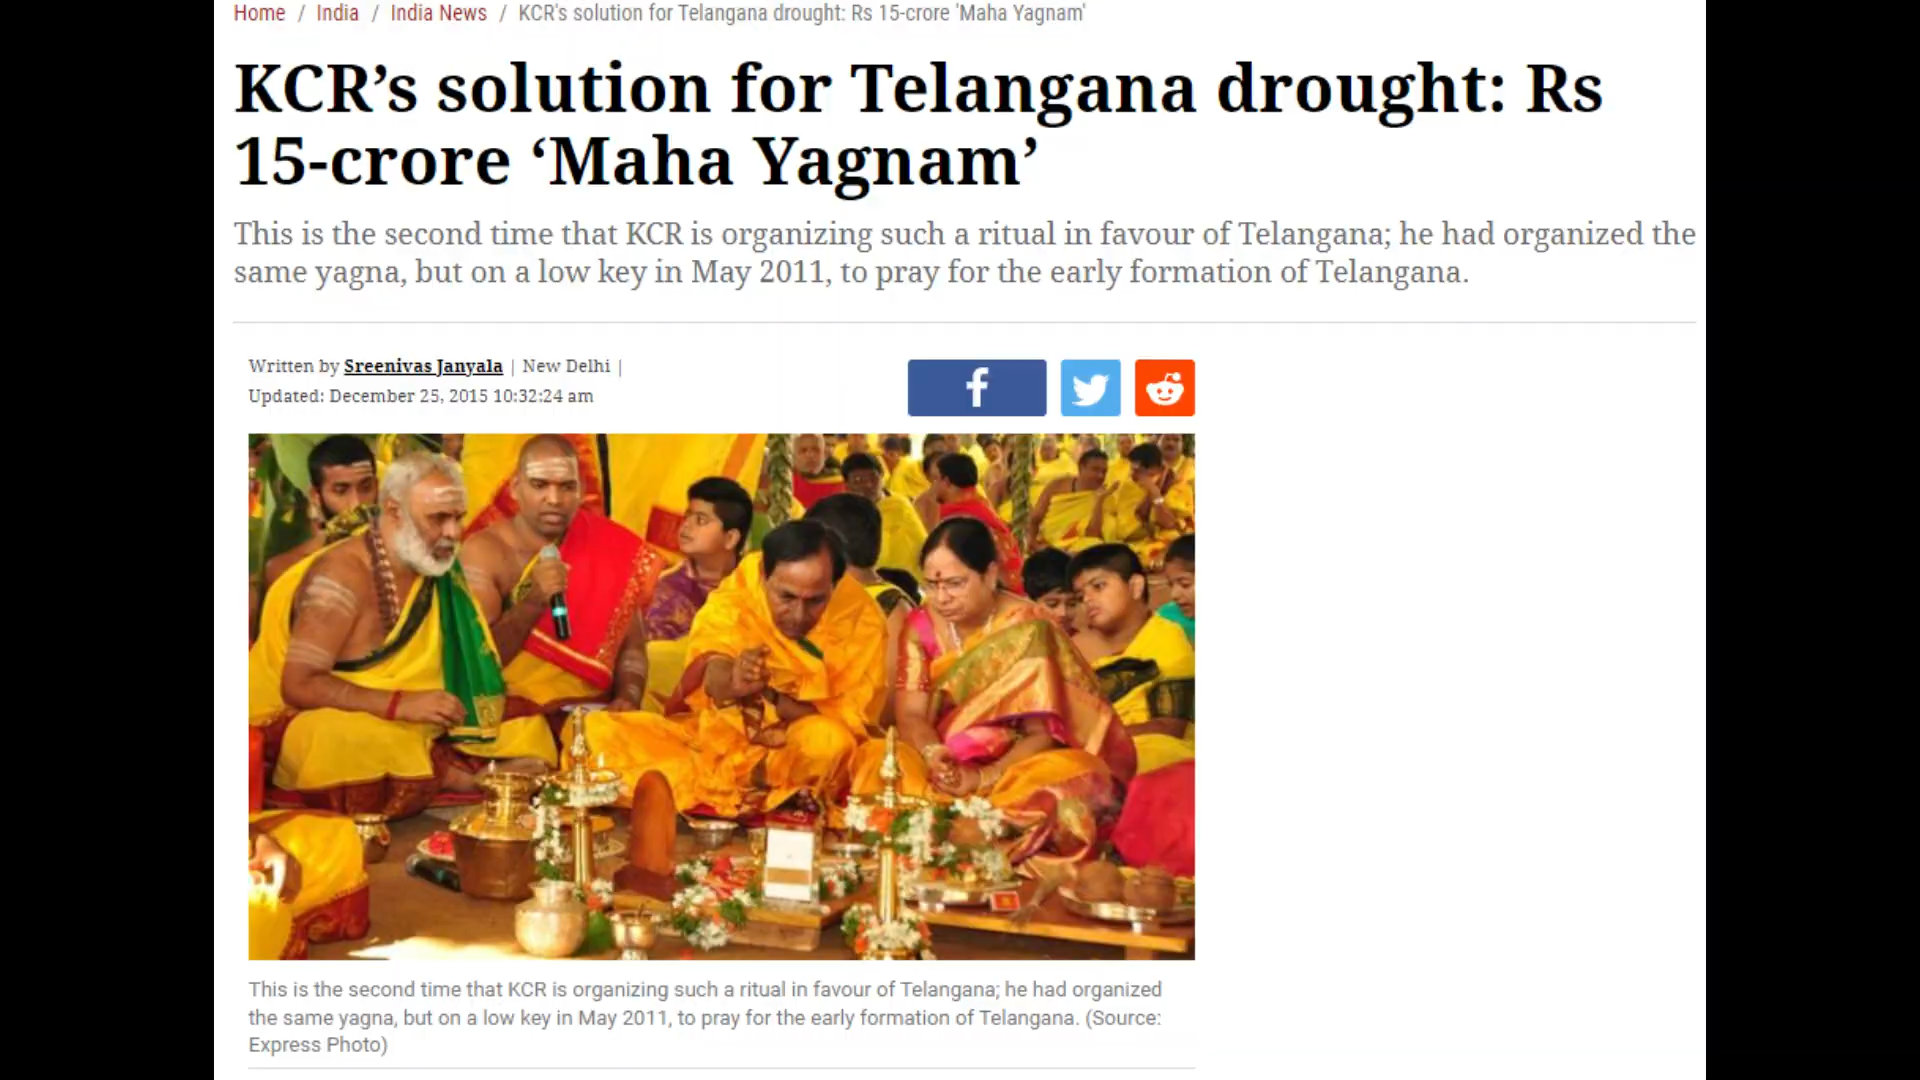 Home / India / India News / KCR's solution for Telangana drought: Rs 15-crore 'Maha Yagnam'
KCR’s solution for Telangana drought: Rs
15-crore ‘Maha Yagnam’
This is the second time that KCR is organizing such a ritual in favour of Telangana; he had organized the
same yagna, but on a low key in May 2011, to pray for the early formation of Telangana.
Written by Sreenivas Janyala | New Delhi |
Updated: December 25, 2015 10:32:24 am
This is the second time that KCR is organizing such a ritual in favour of Telangana; he had organized
the same yagna, but on a low key in May 2011, to pray for the early formation of Telangana. (Source:
Express Photo)